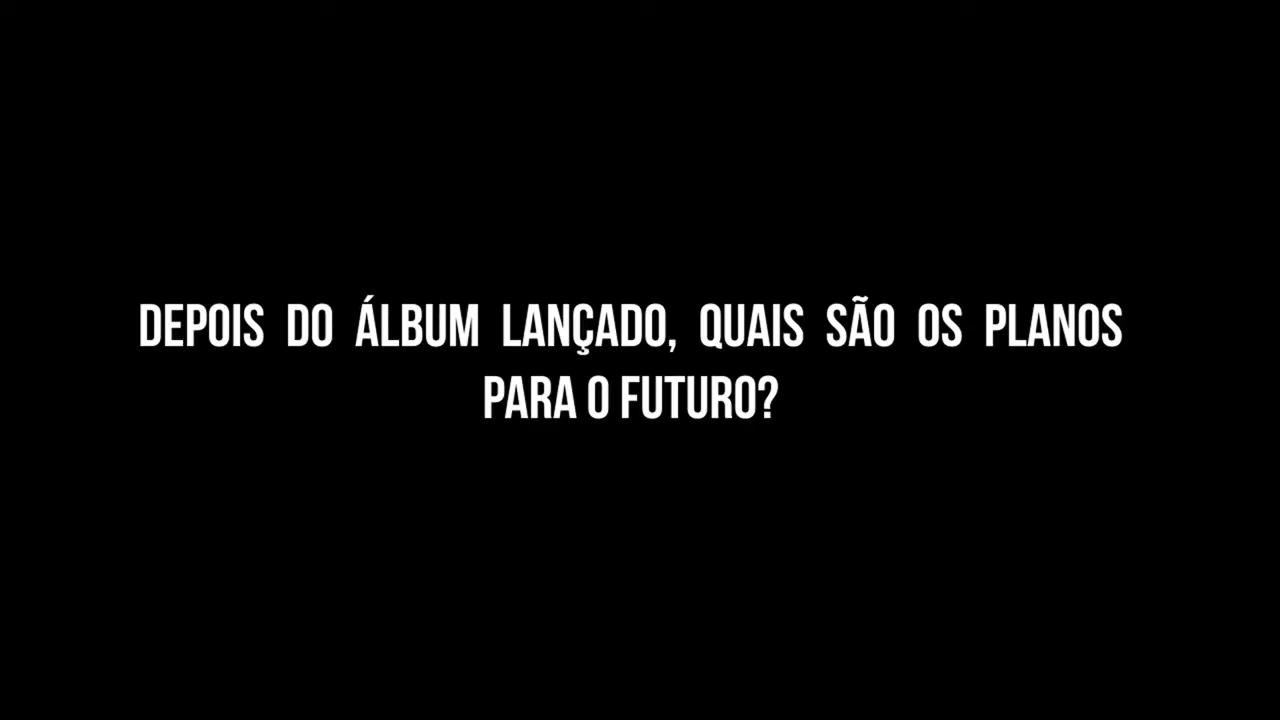 DEPOIS DO ÁLBUM LANÇADO, QUAIS SÃO OS PLANOS
PARA O FUTURO?